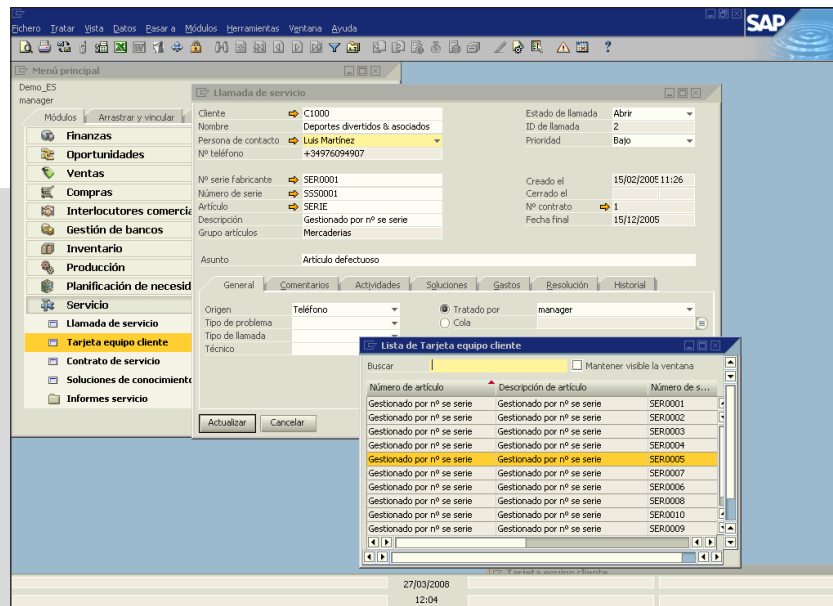 Fichero Tratar Vista Datos Pasar a Módulos Herramientas Ventana Ayuda
SAP
Menú principal
Demo_ES
manager
Módulos Arrastrar y vincular
Finanzas
Oportunidades
Ventas
Compras
Interlocutores comercia
Gestión de bancos
Inventario
Producción
Planificación de necesid
Servicio
Llamada de servicio
Tarjeta equipo cliente
Contrato de servicio
Soluciones de conocimiento
Informes servicio
Llamada de servicio
Cliente C1000 Estado de llamada Abrir
Nombre Deportes divertidos & asociados ID de llamada 2
Persona de contacto Luis Martínez Prioridad Bajo
Nº teléfono +34976094907
Nº serie fabricante SER0001 Creado el 15/02/2005 11:26
Número de serie SSS0001 Cerrado el
Artículo SERIE Nº contrato 1
Descripción Gestionado por nº se serie Fecha final 15/12/2005
Grupo artículos Mercaderias
Asunto Artículo defectuoso
General Comentarios Actividades Soluciones Gastos Resolución Historial
Origen Teléfono Tratado por manager
Tipo de problema Cola
Tipo de llamada
Técnico
Actualizar Cancelar
Lista de Tarjeta equipo cliente
Buscar Mantener visible la ventana
Número de artículo Descripción de artículo Número de s...
Gestionado por nº se serie Gestionado por nº se serie SER0001
Gestionado por nº se serie Gestionado por nº se serie SER0002
Gestionado por nº se serie Gestionado por nº se serie SER0003
Gestionado por nº se serie Gestionado por nº se serie SER0004
Gestionado por nº se serie Gestionado por nº se serie SER0005
Gestionado por nº se serie Gestionado por nº se serie SER0007
Gestionado por nº se serie Gestionado por nº se serie SER0006
Gestionado por nº se serie Gestionado por nº se serie SER0008
Gestionado por nº se serie Gestionado por nº se serie SER0010
Gestionado por nº se serie Gestionado por nº se serie SER0009
Tarjeta equipo cliente
27/03/2008
12:04